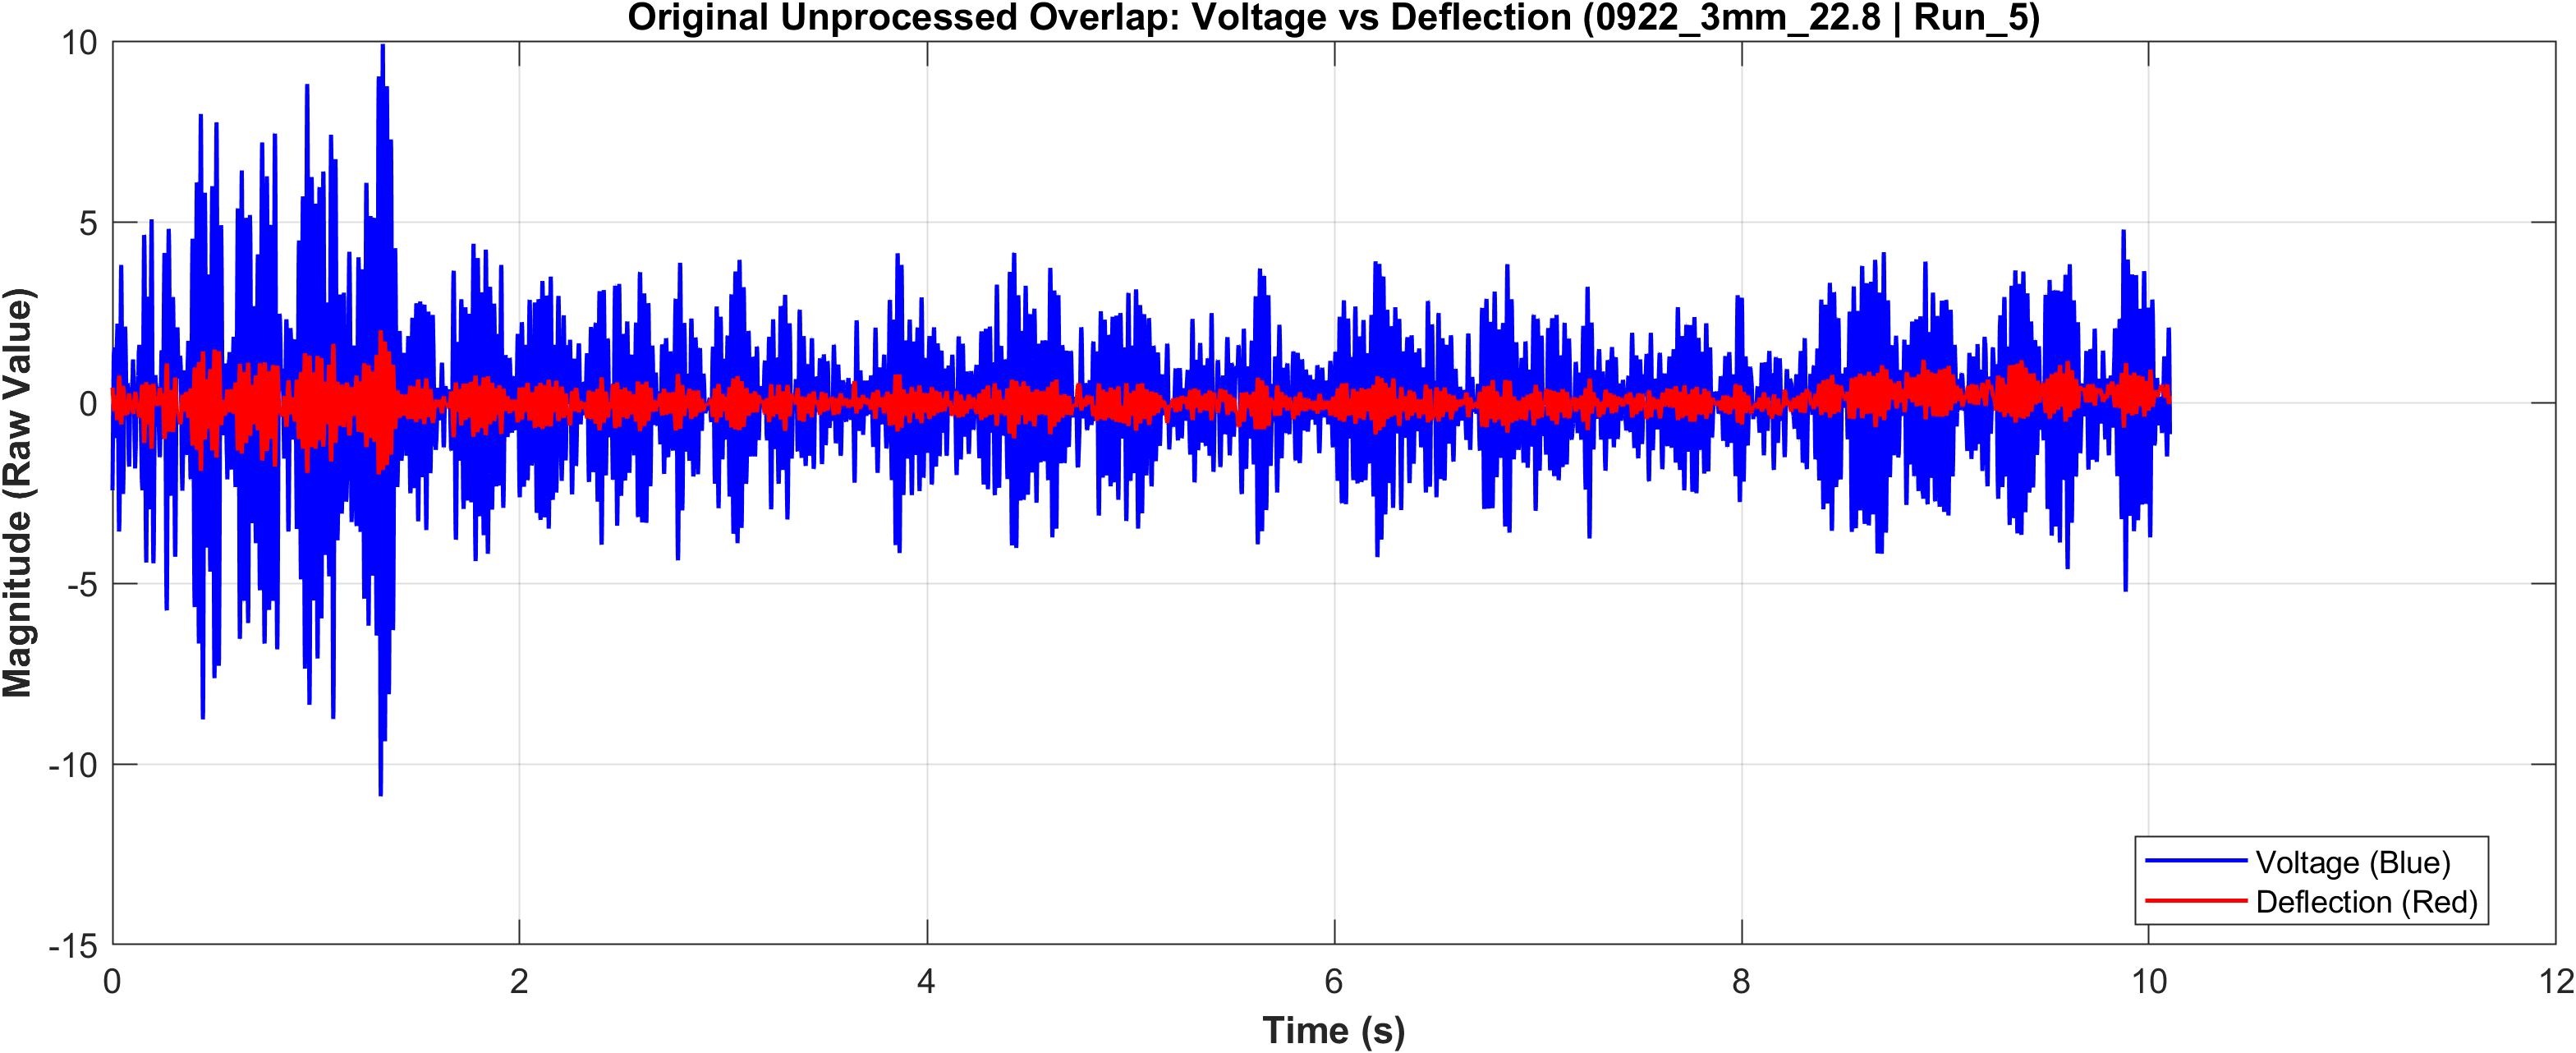 Original Unprocessed Overlap: Voltage vs Deflection (0922_3mm_22.8 | Run_5)
10
5
0
-5
-10
-15
Magnitude (Raw Value)
0 2 4 6 8 10 12
Time (s)
Voltage (Blue)
Deflection (Red)